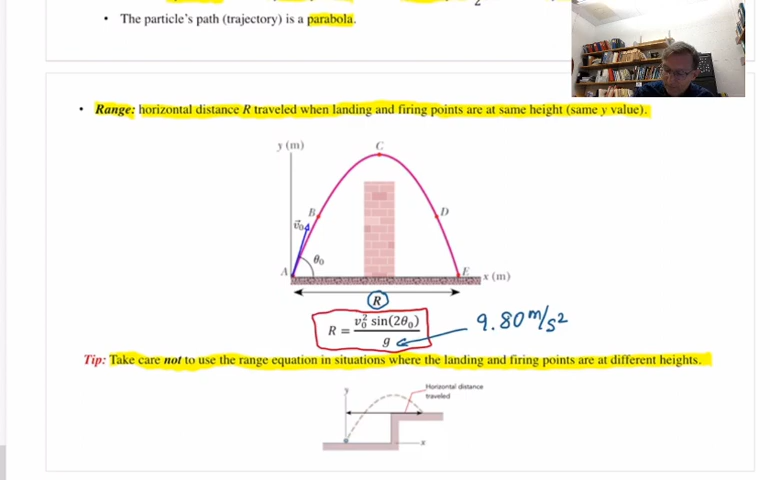 • The particle's path (trajectory) is a parabola.
• Range: horizontal distance R traveled when landing and firing points are at same height (same y value).
y (m)
C
B
D
v⃗₀
θ₀
A
E
x (m)
R
R = v₀² sin(2θ₀) / g
9.80 m/s²
Tip: Take care not to use the range equation in situations where the landing and firing points are at different heights.
Horizontal distance
traveled
y
x